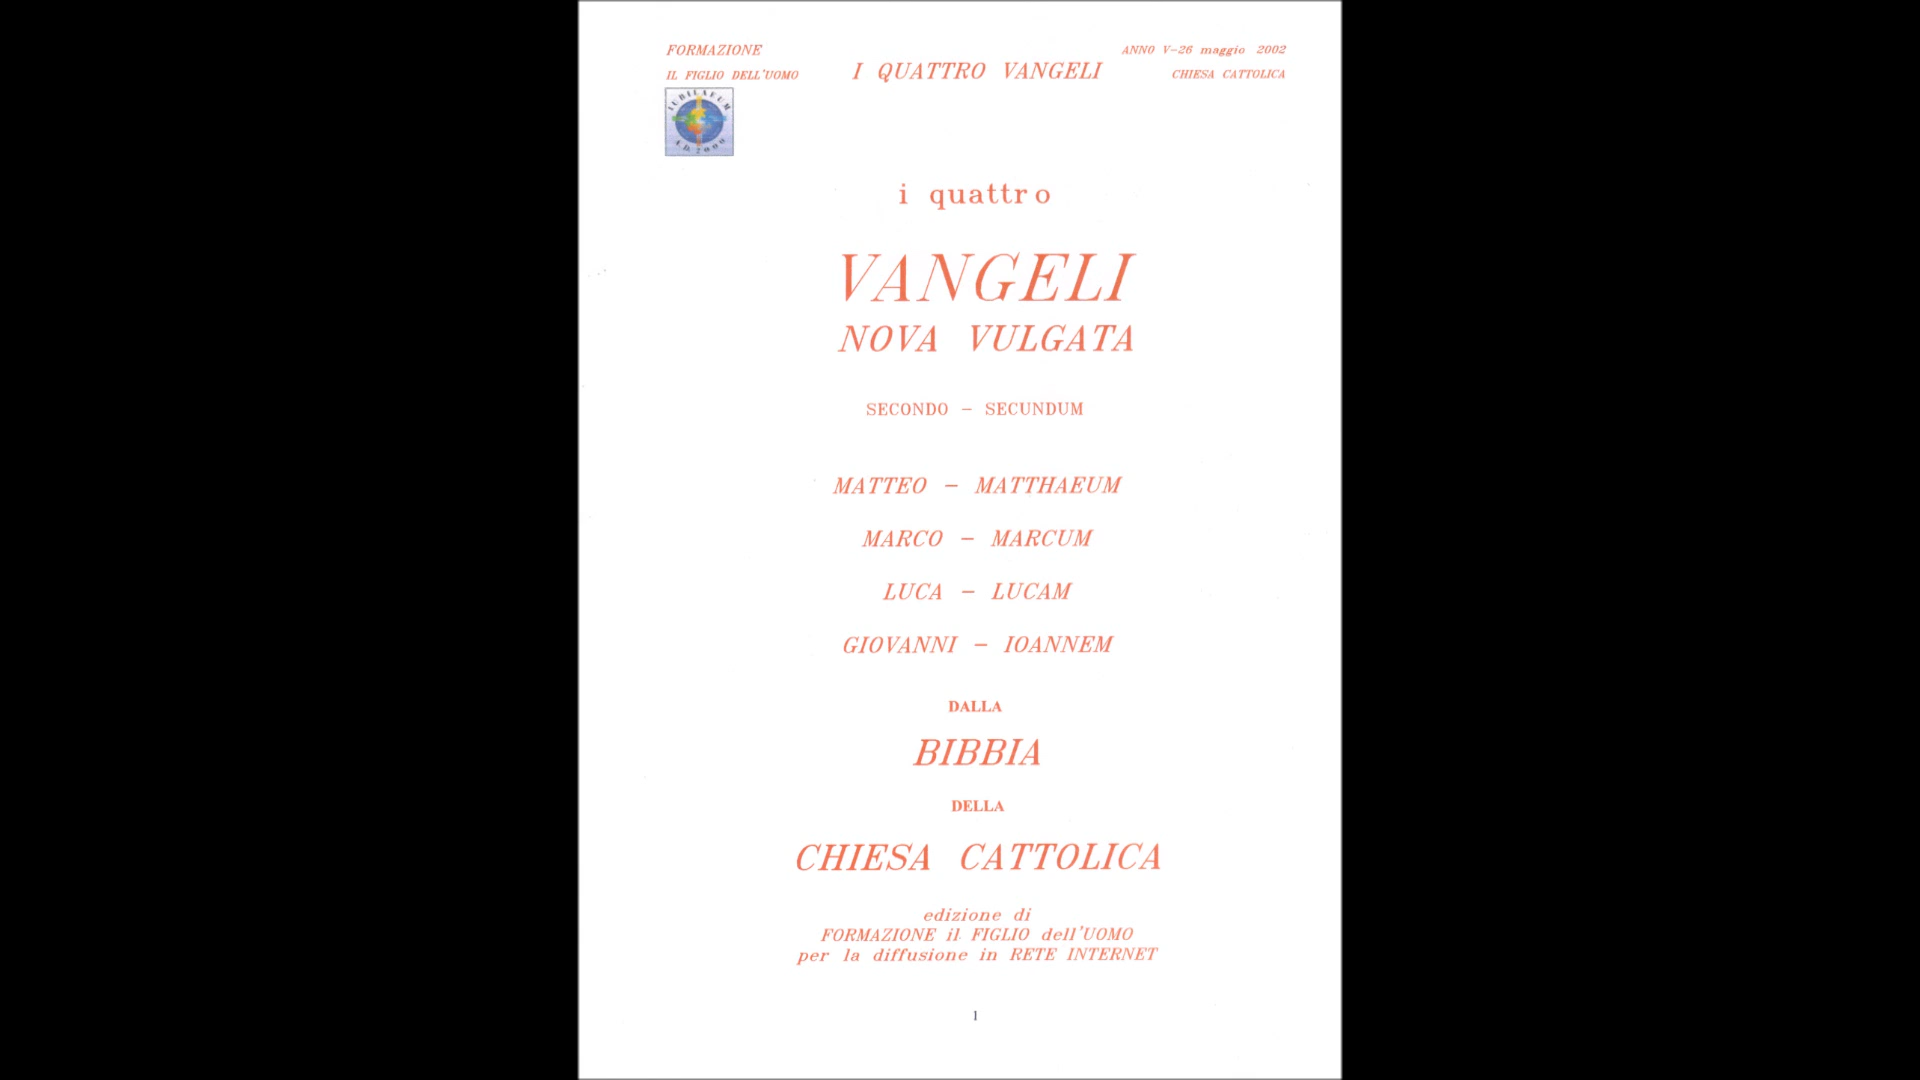 FORMAZIONE
IL FIGLIO DELL'UOMO
I QUATTRO VANGELI
ANNO V-26 maggio 2002
CHIESA CATTOLICA
IUBILAEUM
A.D. 2000
i quattro
VANGELI
NOVA VULGATA
SECONDO - SECUNDUM
MATTEO - MATTHAEUM
MARCO - MARCUM
LUCA - LUCAM
GIOVANNI - IOANNEM
DALLA
BIBBIA
DELLA
CHIESA CATTOLICA
edizione di
FORMAZIONE il FIGLIO dell'UOMO
per la diffusione in RETE INTERNET
1